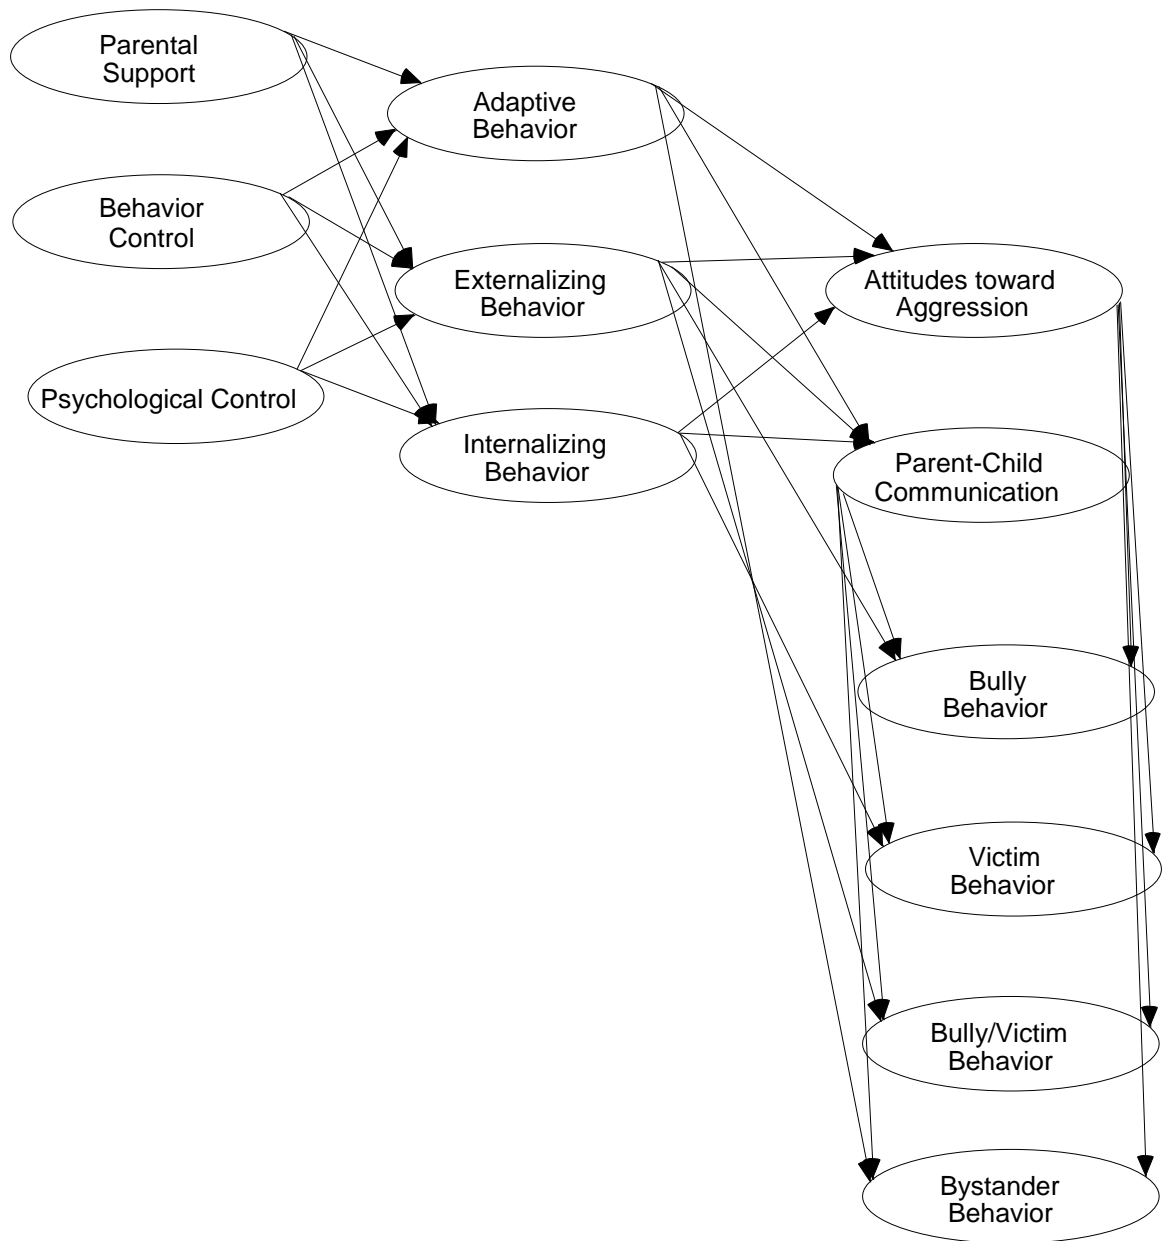 Parental
Support
Adaptive
Behavior
Behavior
Control
Externalizing
Behavior
Attitudes toward
Aggression
Psychological Control
Internalizing
Behavior
Parent-Child
Communication
Bully
Behavior
Victim
Behavior
Bully/Victim
Behavior
Bystander
Behavior